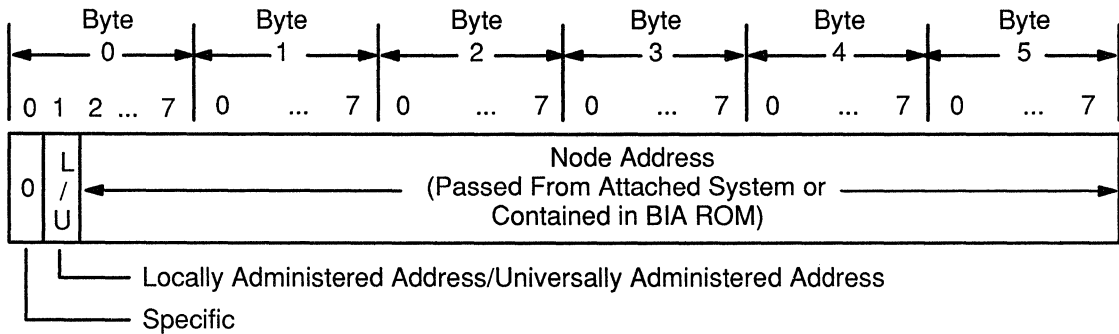 Byte Byte Byte Byte Byte Byte
0 1 2 3 4 5
0 1 2 ... 7 0 ... 7 0 ... 7 0 ... 7 0 ... 7 0 ... 7
0 L / U
Node Address
(Passed From Attached System or
Contained in BIA ROM)
Locally Administered Address/Universally Administered Address
Specific